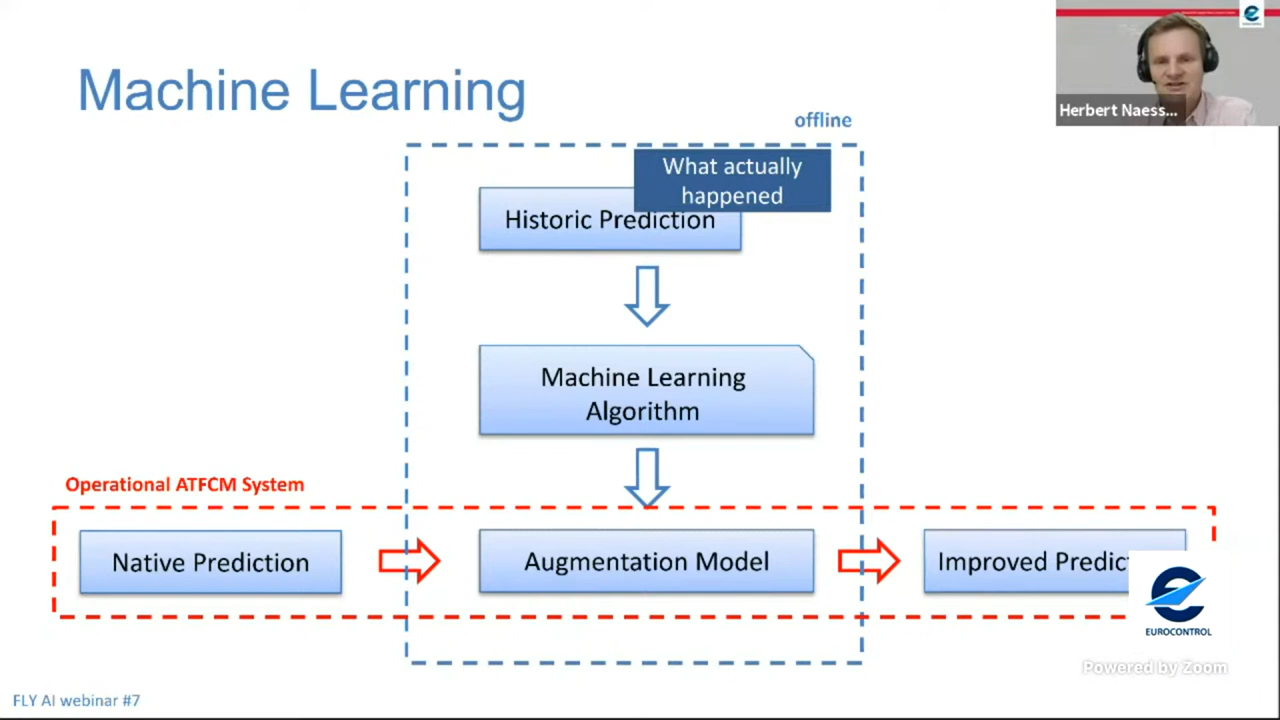 Machine Learning
Herbert Naess...
offline
What actually
happened
Historic Prediction
Machine Learning
Algorithm
Operational ATFCM System
Native Prediction
Augmentation Model
Improved Predict
EUROCONTROL
Powered by Zoom
FLY AI webinar #7